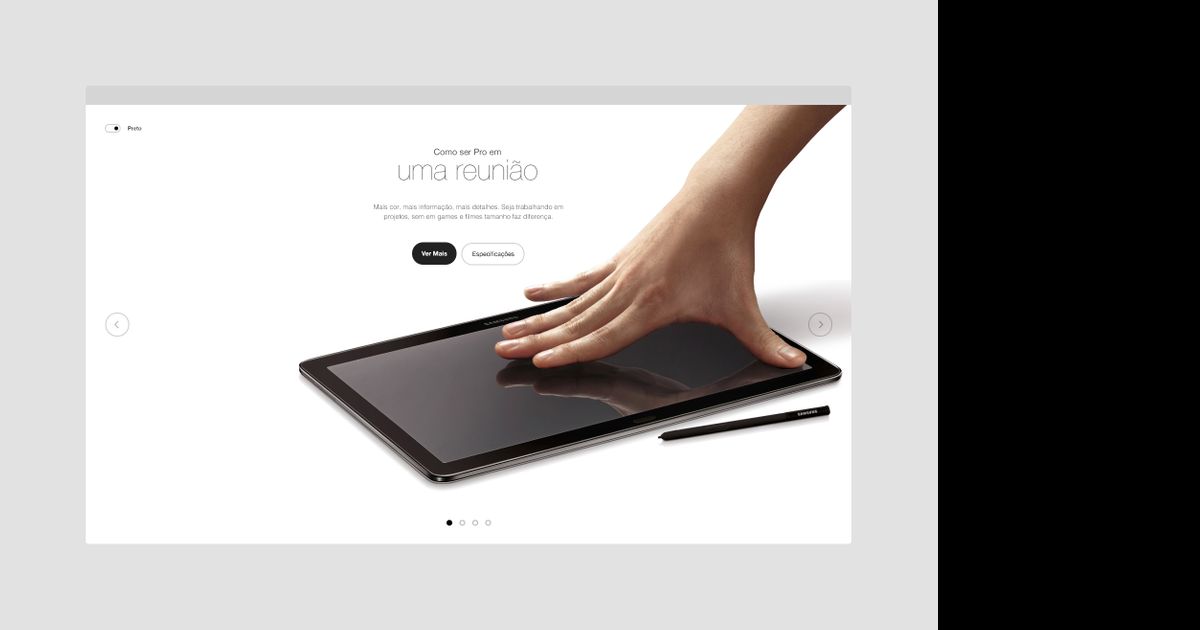 Preto
Como ser Pro em
uma reunião
Mais cor, mais informação, mais detalhes. Seja trabalhando em
projetos, sem em games e filmes tamanho faz diferença.
Ver Mais
Especificações
SAMSUNG
SAMSUNG